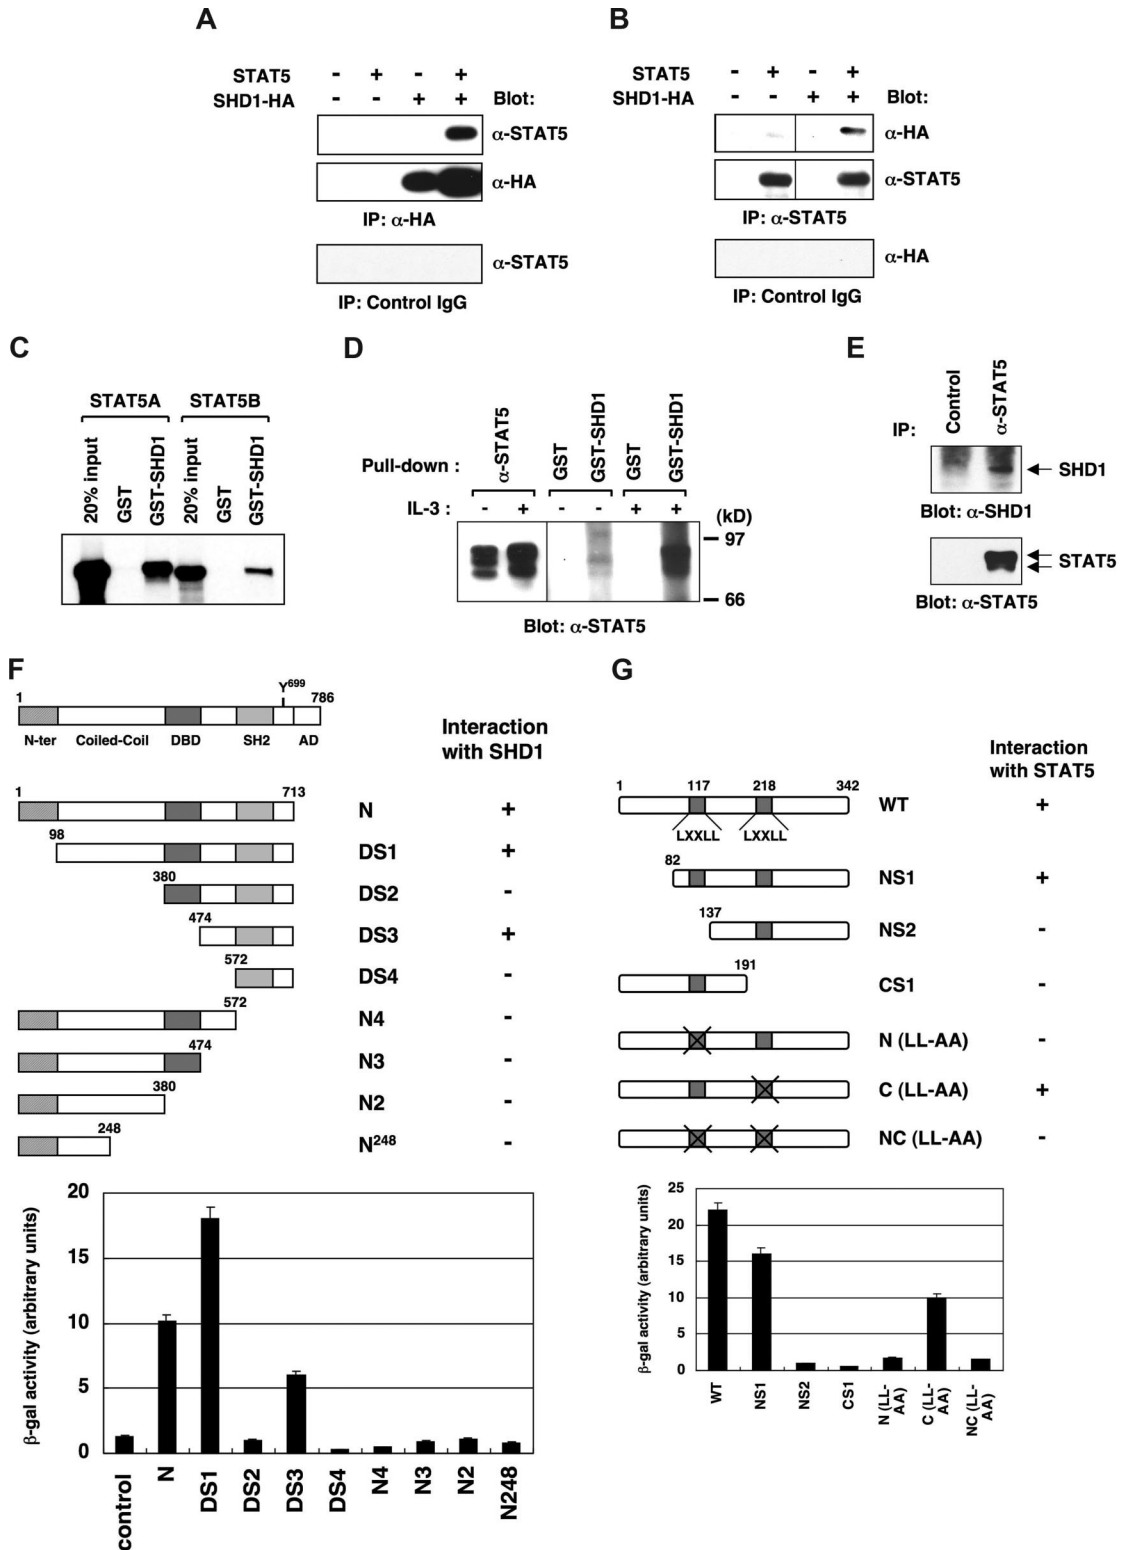 A
STAT5 - + - +
SHD1-HA - - + + Blot:
α-STAT5
α-HA
IP: α-HA
α-STAT5
IP: Control IgG
B
STAT5 - + - +
SHD1-HA - - + + Blot:
α-HA
α-STAT5
IP: α-STAT5
α-HA
IP: Control IgG
C
STAT5A STAT5B
20% input
GST
GST-SHD1
20% input
GST
GST-SHD1
D
Pull-down :
α-STAT5
GST
GST-SHD1
GST
GST-SHD1
IL-3 : - + - - + +
(kD)
97
66
Blot: α-STAT5
E
IP:
Control
α-STAT5
SHD1
Blot: α-SHD1
STAT5
Blot: α-STAT5
F
1 Y699 786
N-ter Coiled-Coil DBD SH2 AD
Interaction
with SHD1
1 713
N +
98
DS1 +
380
DS2 -
474
DS3 +
572
DS4 -
572
N4 -
474
N3 -
380
N2 -
248
N248 -
β-gal activity (arbitrary units)
20
15
10
5
0
control
N
DS1
DS2
DS3
DS4
N4
N3
N2
N248
G
Interaction
with STAT5
1 117 218 342
WT +
LXXLL LXXLL
82
NS1 +
137
NS2 -
191
CS1 -
N (LL-AA) -
C (LL-AA) +
NC (LL-AA) -
β-gal activity (arbitrary units)
25
20
15
10
5
0
WT
NS1
NS2
CS1
N (LL-
AA)
C (LL-
AA)
NC (LL-
AA)